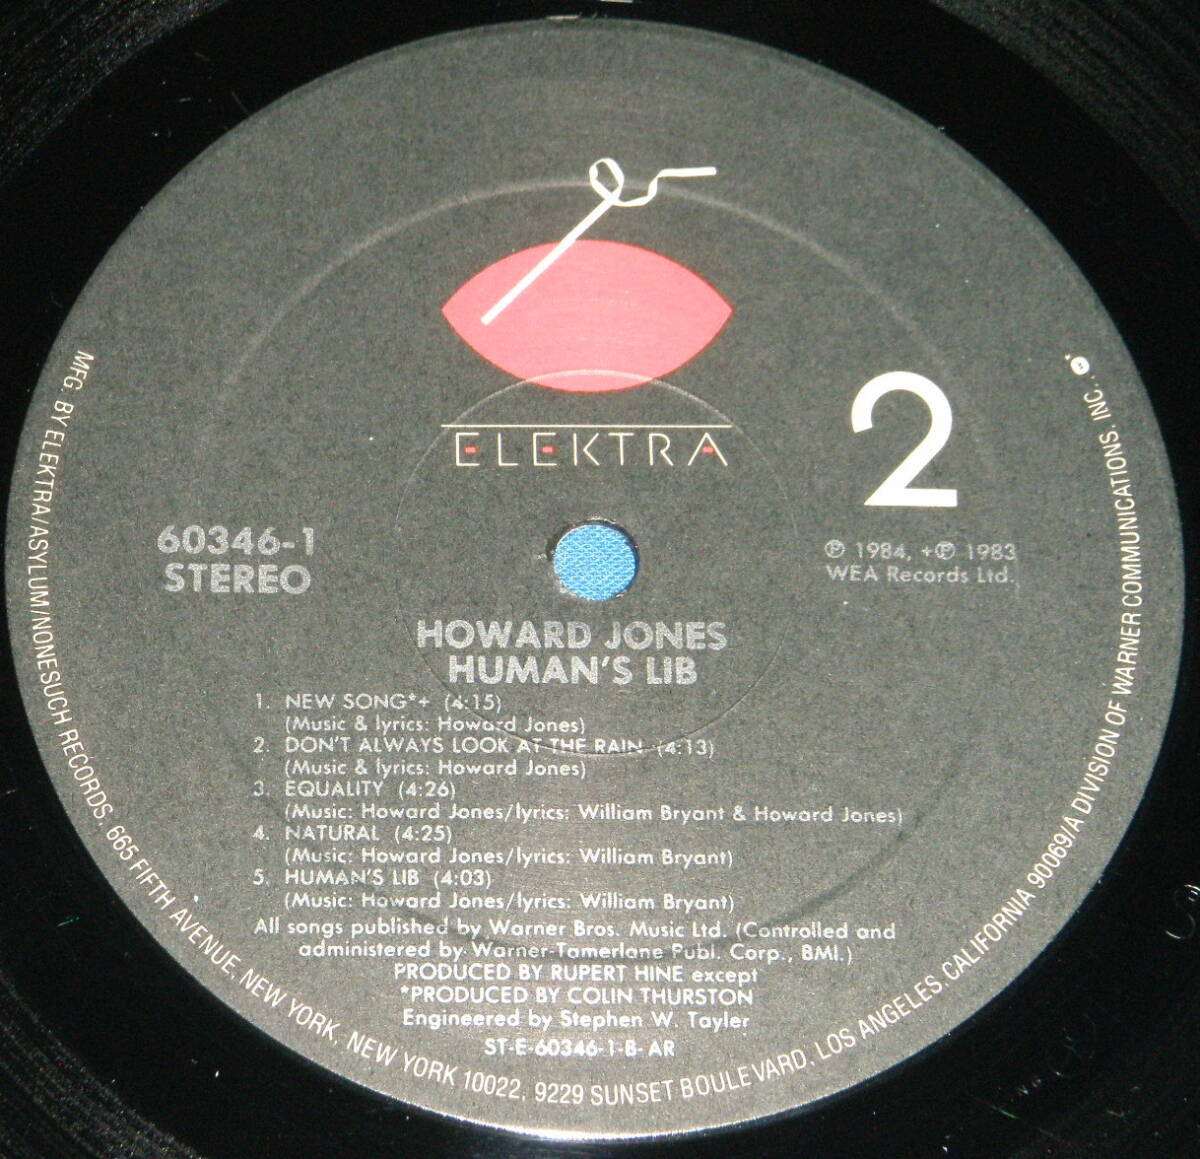 ELEKTRA
2
60346-1
STEREO
℗ 1984, +℗ 1983
WEA Records Ltd.
HOWARD JONES
HUMAN'S LIB
1. NEW SONG*+ (4:15)
(Music & lyrics: Howard Jones)
2. DON'T ALWAYS LOOK AT THE RAIN (4:13)
(Music & lyrics: Howard Jones)
3. EQUALITY (4:26)
(Music: Howard Jones/lyrics: William Bryant & Howard Jones)
4. NATURAL (4:25)
(Music: Howard Jones/lyrics: William Bryant)
5. HUMAN'S LIB (4:03)
(Music: Howard Jones/lyrics: William Bryant)
All songs published by Warner Bros. Music Ltd. (Controlled and
administered by Warner-Tamerlane Publ. Corp., BMI.)
PRODUCED BY RUPERT HINE except
*PRODUCED BY COLIN THURSTON
Engineered by Stephen W. Tayler
ST-E-60346-1-B- AR
MFG. BY ELEKTRA/ASYLUM/NONESUCH RECORDS, 665 FIFTH AVENUE, NEW YORK, NEW YORK 10022, 9229 SUNSET BOULEVARD, LOS ANGELES, CALIFORNIA 90069/A DIVISION OF WARNER COMMUNICATIONS, INC.